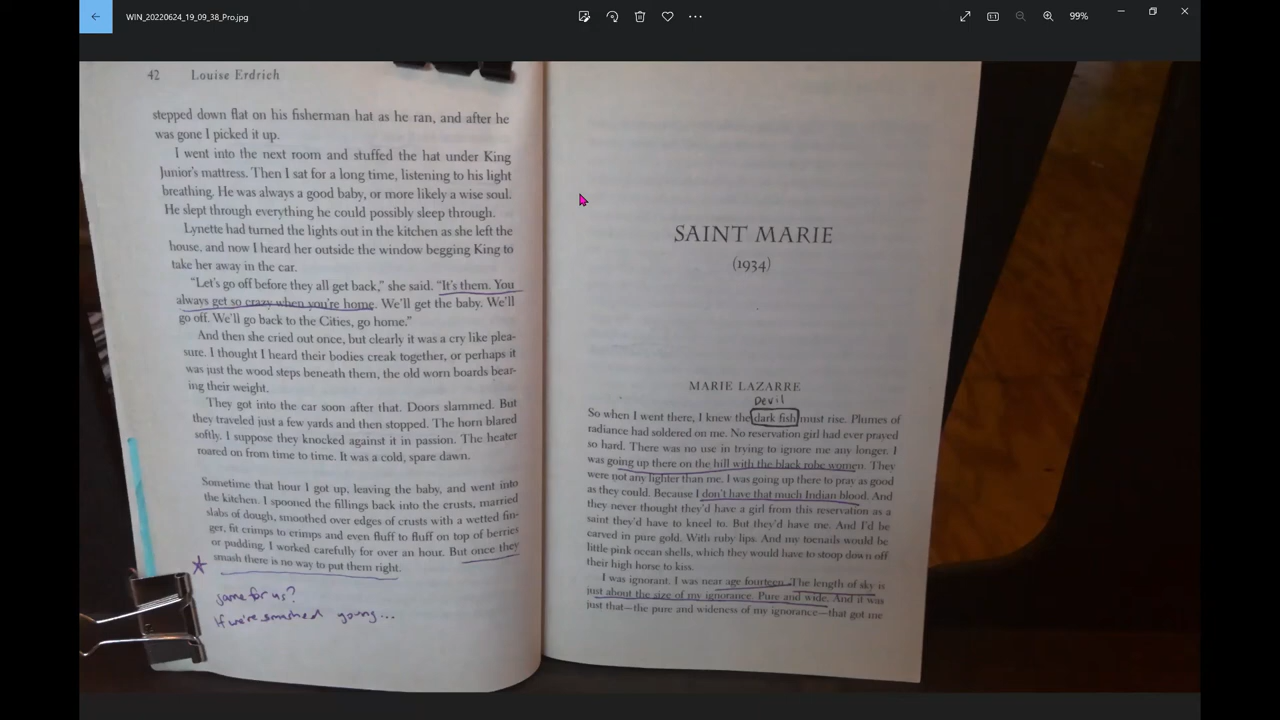 WIN_20220624_19_09_38_Pro.jpg
99%
42 Louise Erdrich
stepped down flat on his fisherman hat as he ran, and after he
was gone I picked it up.
I went into the next room and stuffed the hat under King
Junior's mattress. Then I sat for a long time, listening to his light
breathing. He was always a good baby, or more likely a wise soul.
He slept through everything he could possibly sleep through.
Lynette had turned the lights out in the kitchen as she left the
house, and now I heard her outside the window begging King to
take her away in the car.
"Let's go off before they all get back," she said. "It's them. You
always get so crazy when you're home. We'll get the baby. We'll
go off. We'll go back to the Cities, go home."
And then she cried out once, but clearly it was a cry like plea-
sure. I thought I heard their bodies creak together, or perhaps it
was just the wood steps beneath them, the old worn boards bear-
ing their weight.
They got into the car soon after that. Doors slammed. But
they traveled just a few yards and then stopped. The horn blared
softly. I suppose they knocked against it in passion. The heater
roared on from time to time. It was a cold, spare dawn.
Sometime that hour I got up, leaving the baby, and went into
the kitchen. I spooned the fillings back into the crusts, married
slabs of dough, smoothed over edges of crusts with a wetted fin-
ger, fit crimps to crimps and even fluff to fluff on top of berries
or pudding. I worked carefully for over an hour. But once they
smash there is no way to put them right.
same for us?
If we're smashed young...
SAINT MARIE
(1934)
MARIE LAZARRE
Devil
So when I went there, I knew the dark fish must rise. Plumes of
radiance had soldered on me. No reservation girl had ever prayed
so hard. There was no use in trying to ignore me any longer. I
was going up there on the hill with the black robe women. They
were not any lighter than me. I was going up there to pray as good
as they could. Because I don't have that much Indian blood. And
they never thought they'd have a girl from this reservation as a
saint they'd have to kneel to. But they'd have me. And I'd be
carved in pure gold. With ruby lips. And my toenails would be
little pink ocean shells, which they would have to stoop down off
their high horse to kiss.
I was ignorant. I was near age fourteen. The length of sky is
just about the size of my ignorance. Pure and wide. And it was
just that—the pure and wideness of my ignorance—that got me